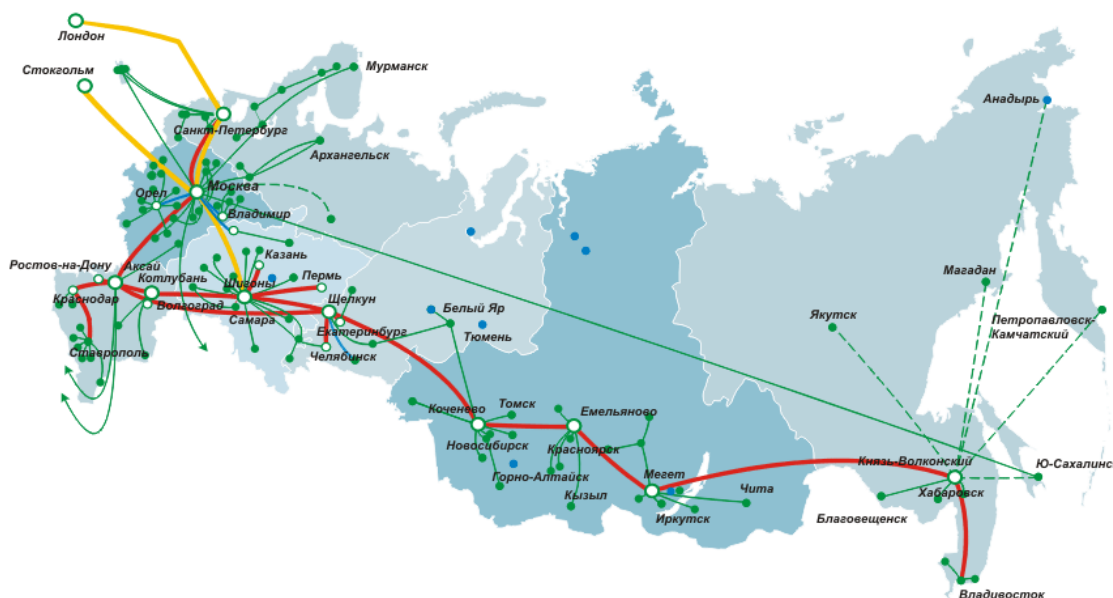 Лондон
Стокгольм
Мурманск
Анадырь
Санкт-Петербург
Архангельск
Москва
Орел
Владимир
Казань
Ростов-на-Дону
Аксай
Котлубань
Шигоны
Пермь
Магадан
Краснодар
Волгоград
Щелкун
Белый Яр
Якутск
Петропавловск-
Камчатский
Самара
Екатеринбург
Тюмень
Ставрополь
Челябинск
Коченево
Томск
Емельяново
Новосибирск
Красноярск
Князь-Волконский
Ю-Сахалинс
Горно-Алтайск
Мегет
Чита
Хабаровск
Кызыл
Иркутск
Благовещенск
Владивосток